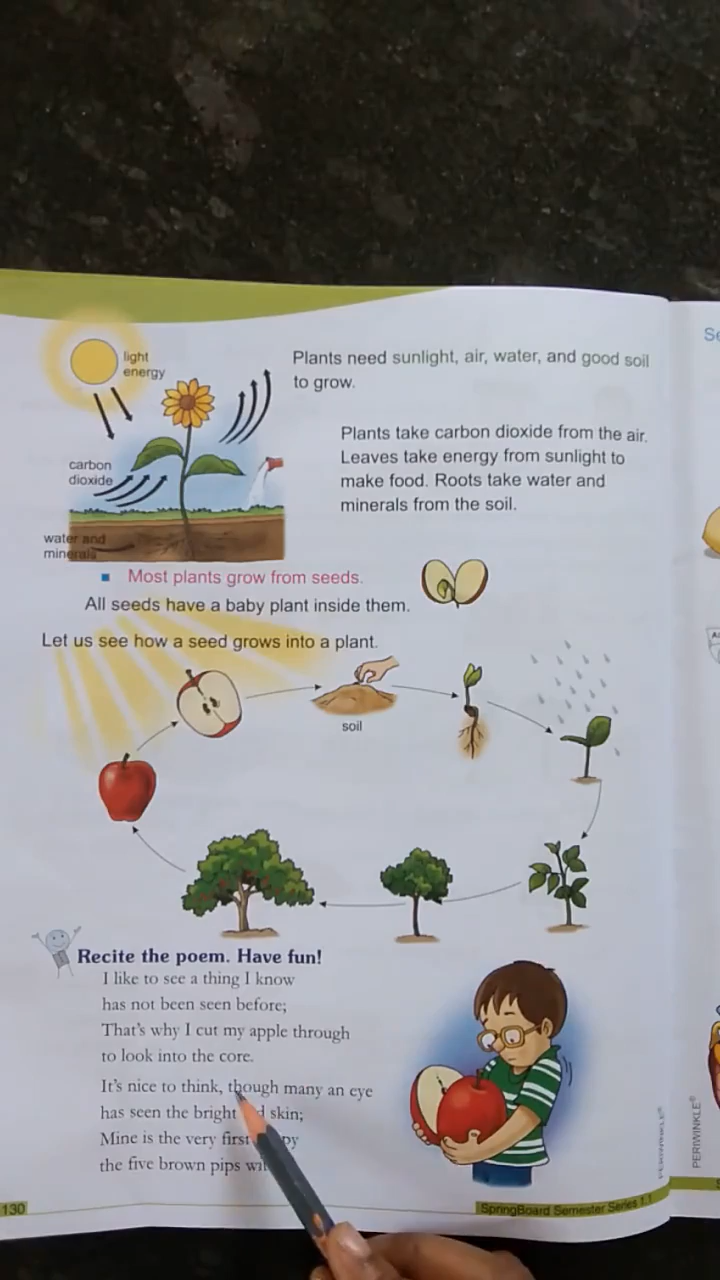 light
energy
Plants need sunlight, air, water, and good soil
to grow.
carbon
dioxide
Plants take carbon dioxide from the air.
Leaves take energy from sunlight to
make food. Roots take water and
minerals from the soil.
water and
minerals
Most plants grow from seeds.
All seeds have a baby plant inside them.
Let us see how a seed grows into a plant.
soil
Recite the poem. Have fun!
I like to see a thing I know
has not been seen before;
That's why I cut my apple through
to look into the core.
It's nice to think, though many an eye
has seen the bright skin;
Mine is the very first
the five brown pips
130
SpringBoard Semester Series 1.1
PERIWINKLE®
PERIWINKLE®